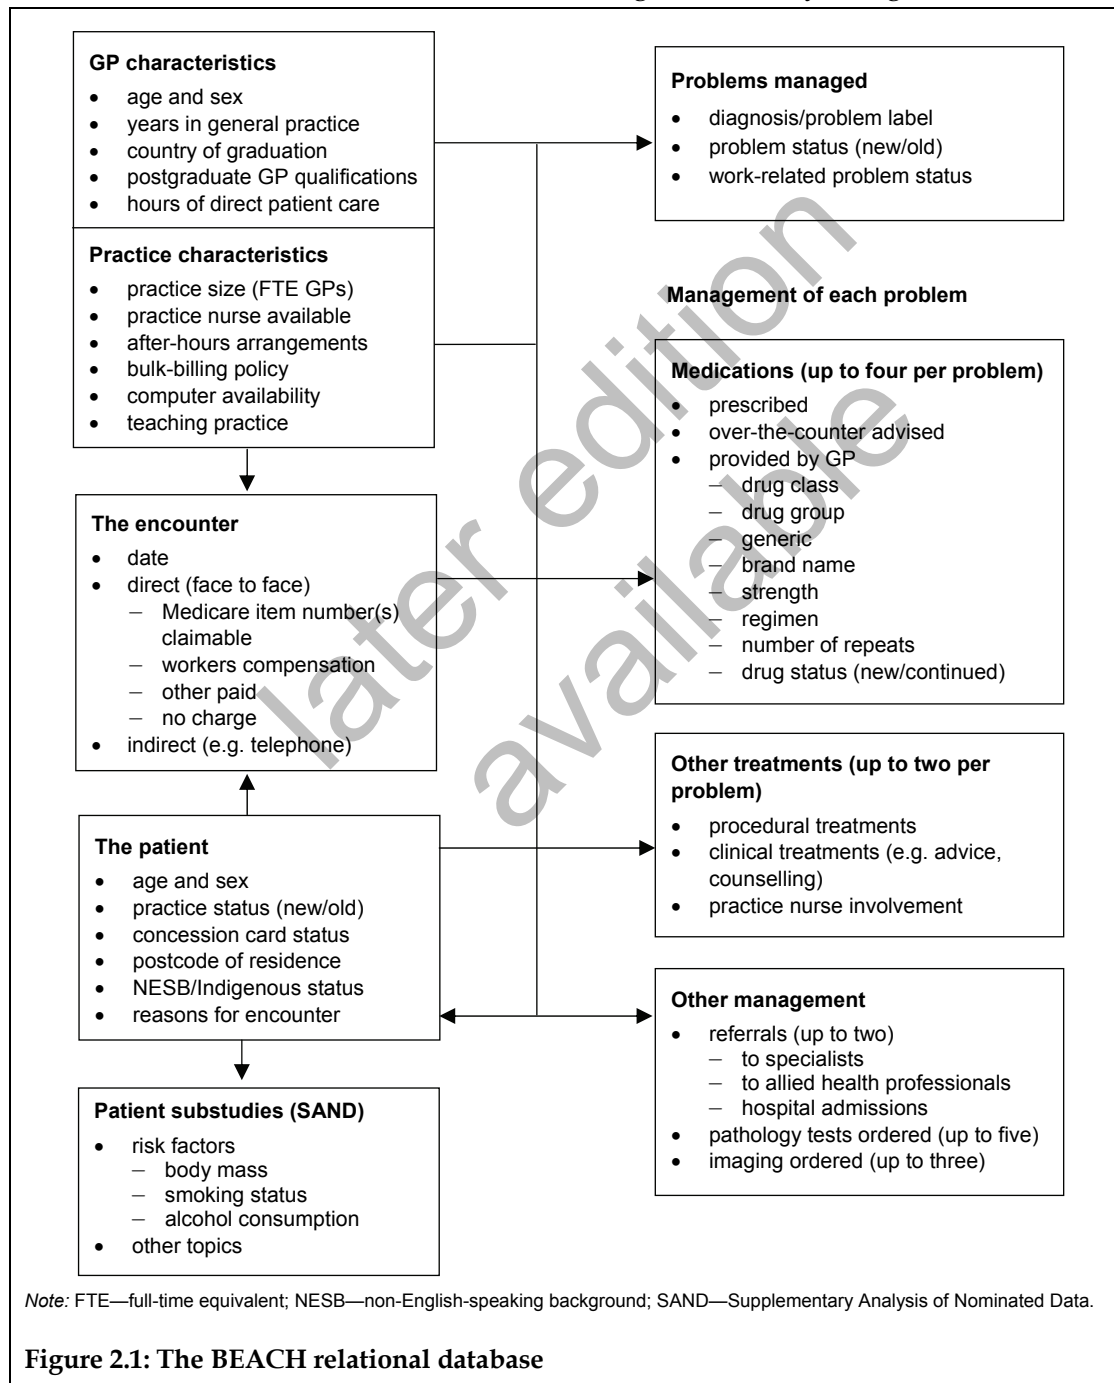 GP characteristics
• age and sex
• years in general practice
• country of graduation
• postgraduate GP qualifications
• hours of direct patient care
Practice characteristics
• practice size (FTE GPs)
• practice nurse available
• after-hours arrangements
• bulk-billing policy
• computer availability
• teaching practice
The encounter
• date
• direct (face to face)
– Medicare item number(s)
claimable
– workers compensation
– other paid
– no charge
• indirect (e.g. telephone)
The patient
• age and sex
• practice status (new/old)
• concession card status
• postcode of residence
• NESB/Indigenous status
• reasons for encounter
Patient substudies (SAND)
• risk factors
– body mass
– smoking status
– alcohol consumption
• other topics
Problems managed
• diagnosis/problem label
• problem status (new/old)
• work-related problem status
Management of each problem
Medications (up to four per problem)
• prescribed
• over-the-counter advised
• provided by GP
– drug class
– drug group
– generic
– brand name
– strength
– regimen
– number of repeats
– drug status (new/continued)
Other treatments (up to two per
problem)
• procedural treatments
• clinical treatments (e.g. advice,
counselling)
• practice nurse involvement
Other management
• referrals (up to two)
– to specialists
– to allied health professionals
– hospital admissions
• pathology tests ordered (up to five)
• imaging ordered (up to three)
later edition
available
Note: FTE—full-time equivalent; NESB—non-English-speaking background; SAND—Supplementary Analysis of Nominated Data.
Figure 2.1: The BEACH relational database